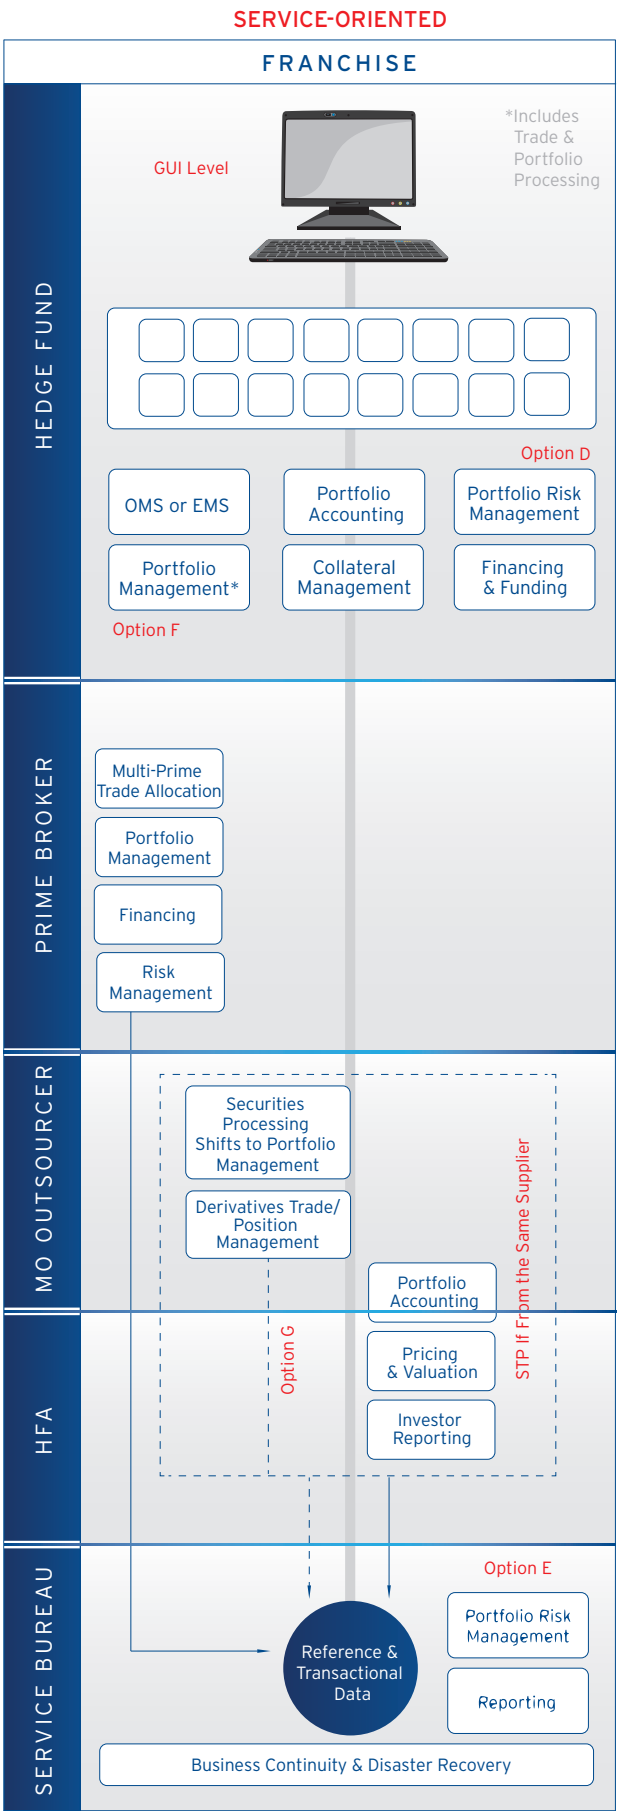 SERVICE-ORIENTED
FRANCHISE
HEDGE FUND
GUI Level
*Includes
Trade &
Portfolio
Processing
Option D
OMS or EMS
Portfolio
Accounting
Portfolio Risk
Management
Portfolio
Management*
Collateral
Management
Financing
& Funding
Option F
PRIME BROKER
Multi-Prime
Trade Allocation
Portfolio
Management
Financing
Risk
Management
MO OUTSOURCER
Securities
Processing
Shifts to Portfolio
Management
Derivatives Trade/
Position
Management
STP If From the Same Supplier
Portfolio
Accounting
HFA
Option G
Pricing
& Valuation
Investor
Reporting
SERVICE BUREAU
Option E
Portfolio Risk
Management
Reference &
Transactional
Data
Reporting
Business Continuity & Disaster Recovery